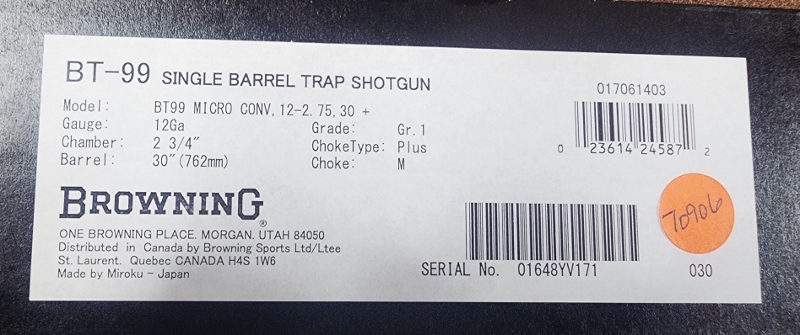 BT-99 SINGLE BARREL TRAP SHOTGUN
017061403
Model: BT99 MICRO CONV, 12-2.75, 30 +
Gauge: 12Ga Grade: Gr.1
Chamber: 2 3/4" ChokeType: Plus
Barrel: 30"(762mm) Choke: M
0 23614 24587 2
BROWNING®
ONE BROWNING PLACE. MORGAN. UTAH 84050
Distributed in Canada by Browning Sports Ltd/Ltee
St. Laurent. Quebec CANADA H4S 1W6
Made by Miroku - Japan
70906
SERIAL No. 01648YV171 030